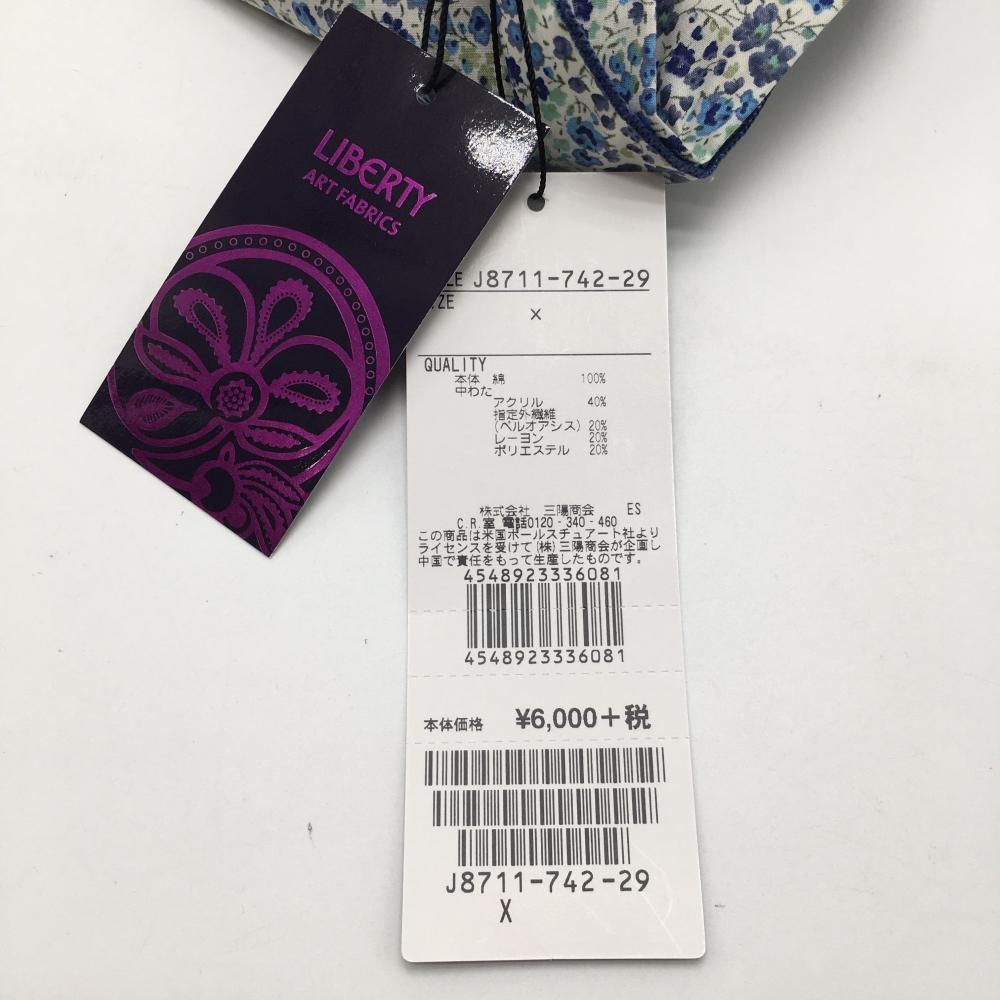 LIBERTY
ART FABRICS
LE J8711-742-29
IZE
X
QUALITY
本体 綿 100%
中わた
アクリル 40%
指定外繊維
(ベルオアシス) 20%
レーヨン 20%
ポリエステル 20%
株式会社 三陽商会 ES
C.R.室 電話0120-340-460
この商品は米国ポールスチュアート社より
ライセンスを受けて(株)三陽商会が企画し
中国で責任をもって生産したものです。
4548923336081
4548923336081
本体価格 ¥6,000+税
J8711-742-29
X